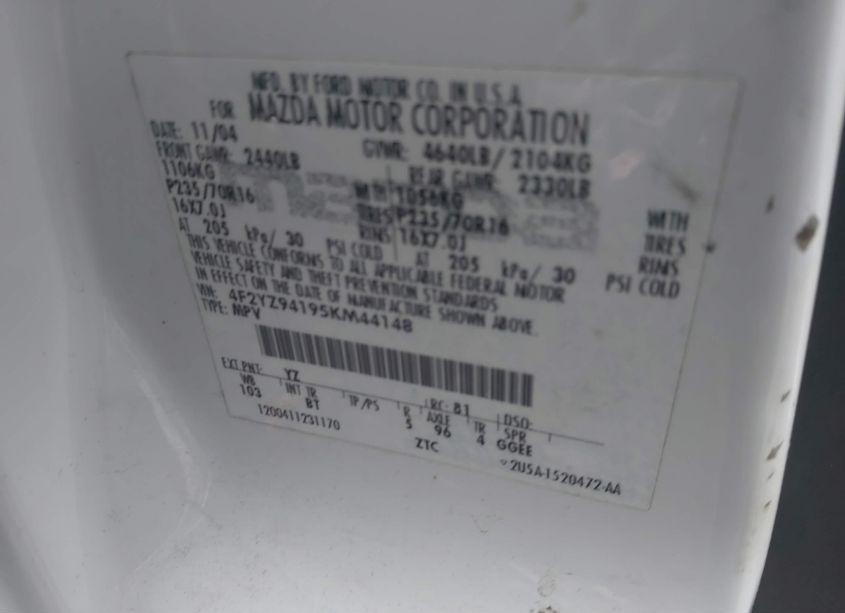 MFD. BY FORD MOTOR CO. IN U.S.A.
FOR MAZDA MOTOR CORPORATION
DATE: 11/04 GVWR: 4640LB/ 2104KG
FRONT GAWR: 2440LB REAR GAWR: 2330LB
1106KG WITH 1056KG WITH
P235/70R16 TIRES P235/70R16 TIRES
16X7.0J RIMS 16X7.0J RIMS
AT 205 kPa/ 30 PSI COLD AT 205 kPa/ 30 PSI COLD
THIS VEHICLE CONFORMS TO ALL APPLICABLE FEDERAL MOTOR
VEHICLE SAFETY AND THEFT PREVENTION STANDARDS
IN EFFECT ON THE DATE OF MANUFACTURE SHOWN ABOVE.
VIN: 4F2YZ94195KM44148
TYPE: MPV
EXT PNT: YZ RC: 81 DSO:
WB INT TR TP/PS R AXLE TR SPR
103 BT 5 96 4 GGEE
1200411231170 ZTC
2U5A-1520472-AA